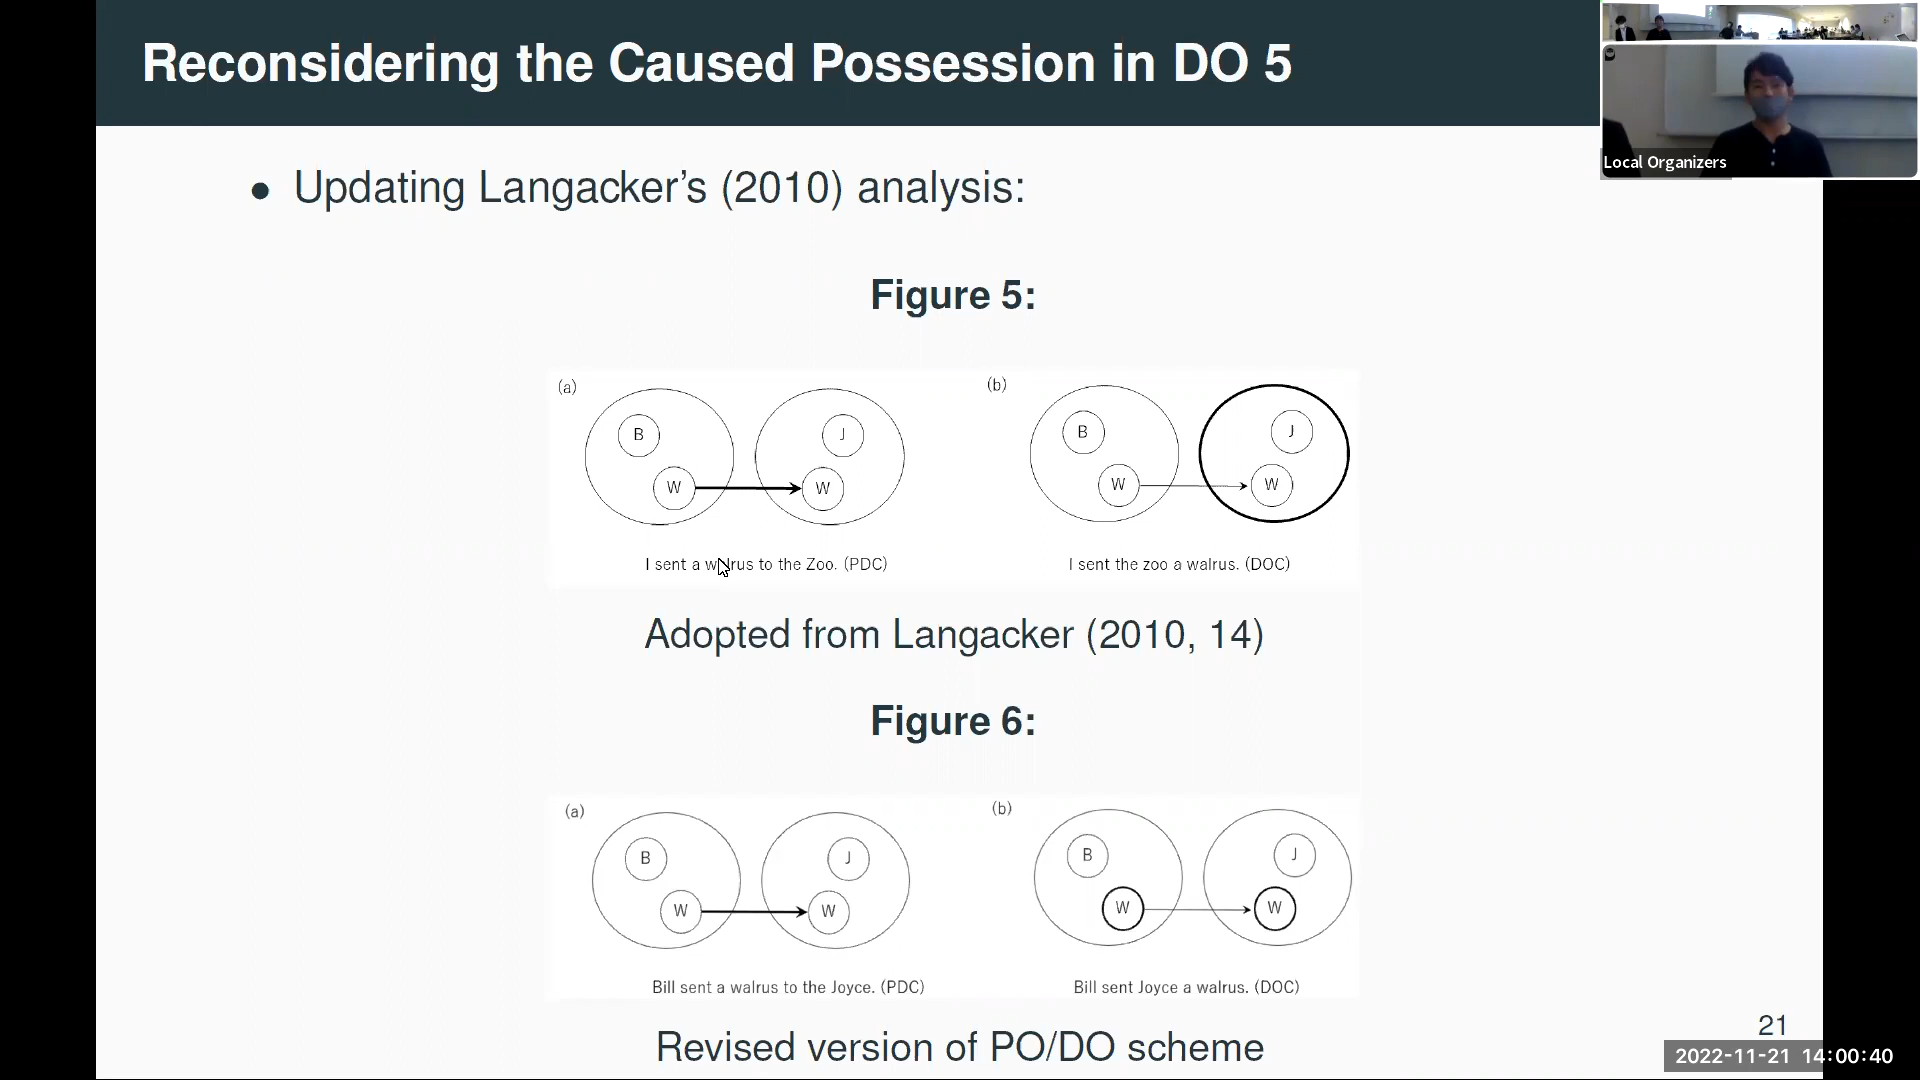 Reconsidering the Caused Possession in DO 5
Local Organizers
• Updating Langacker's (2010) analysis:
Figure 5:
(a)
B
J
W
W
I sent a walrus to the Zoo. (PDC)
(b)
B
J
W
W
I sent the zoo a walrus. (DOC)
Adopted from Langacker (2010, 14)
Figure 6:
(a)
B
J
W
W
Bill sent a walrus to the Joyce. (PDC)
(b)
B
J
W
W
Bill sent Joyce a walrus. (DOC)
Revised version of PO/DO scheme
21
2022-11-21 14:00:40